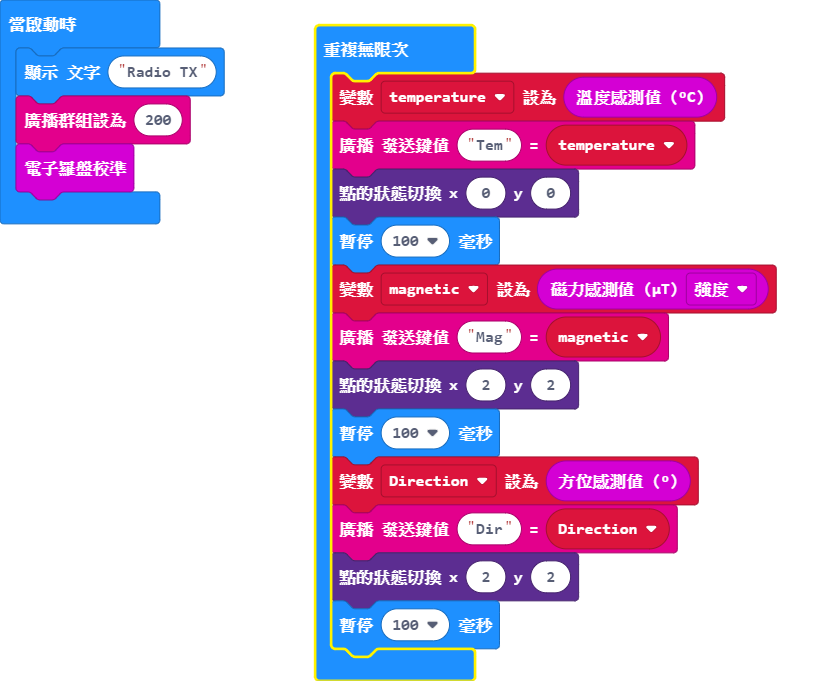 當啟動時
顯示 文字 "Radio TX"
廣播群組設為 200
電子羅盤校準
重複無限次
變數 temperature 設為 溫度感測值 (°C)
廣播 發送鍵值 "Tem" = temperature
點的狀態切換 x 0 y 0
暫停 100 毫秒
變數 magnetic 設為 磁力感測值 (µT) 強度
廣播 發送鍵值 "Mag" = magnetic
點的狀態切換 x 2 y 2
暫停 100 毫秒
變數 Direction 設為 方位感測值 (°)
廣播 發送鍵值 "Dir" = Direction
點的狀態切換 x 2 y 2
暫停 100 毫秒